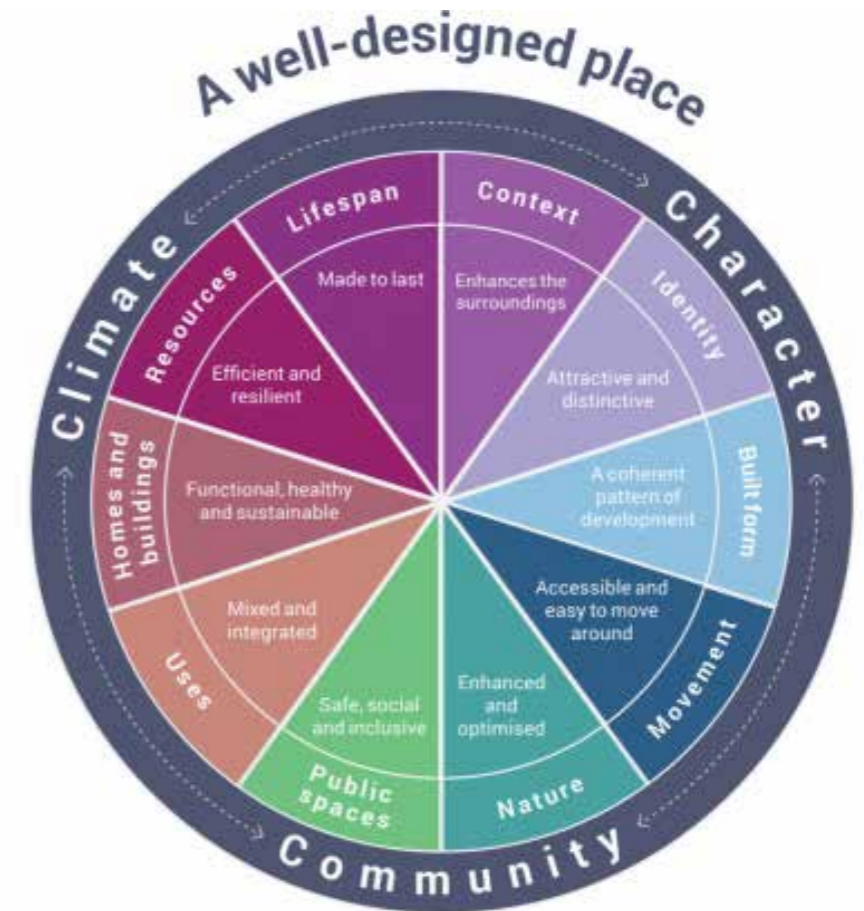 A well-designed place
Climate
Character
Community
Lifespan
Made to last
Context
Enhances the
surroundings
Identity
Attractive and
distinctive
Built form
A coherent
pattern of
development
Movement
Accessible and
easy to move
around
Nature
Enhanced
and
optimised
Public
spaces
Safe, social
and inclusive
Uses
Mixed and
integrated
Homes and
buildings
Functional, healthy
and sustainable
Resources
Efficient and
resilient